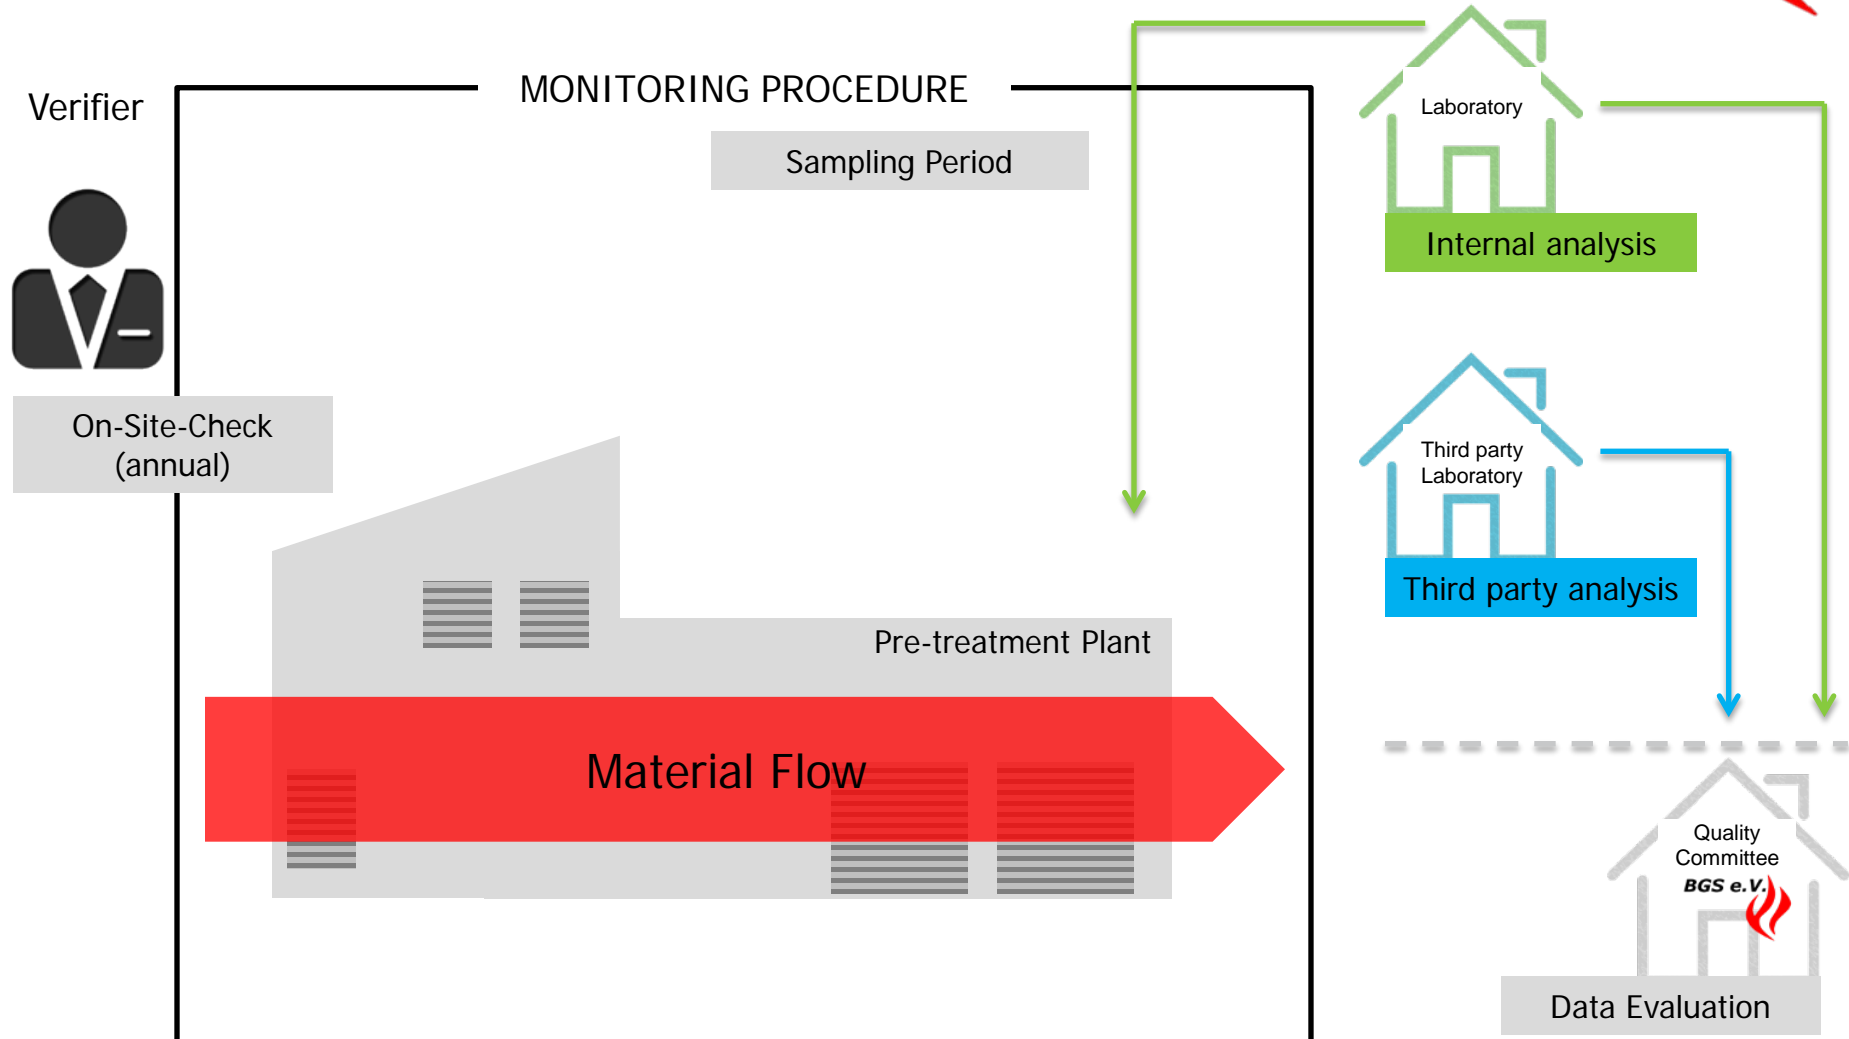 MONITORING PROCEDURE
Verifier
Sampling Period
On-Site-Check
(annual)
Pre-treatment Plant
Material Flow
Laboratory
Internal analysis
Third party
Laboratory
Third party analysis
Quality
Committee
BGS e.V.
Data Evaluation